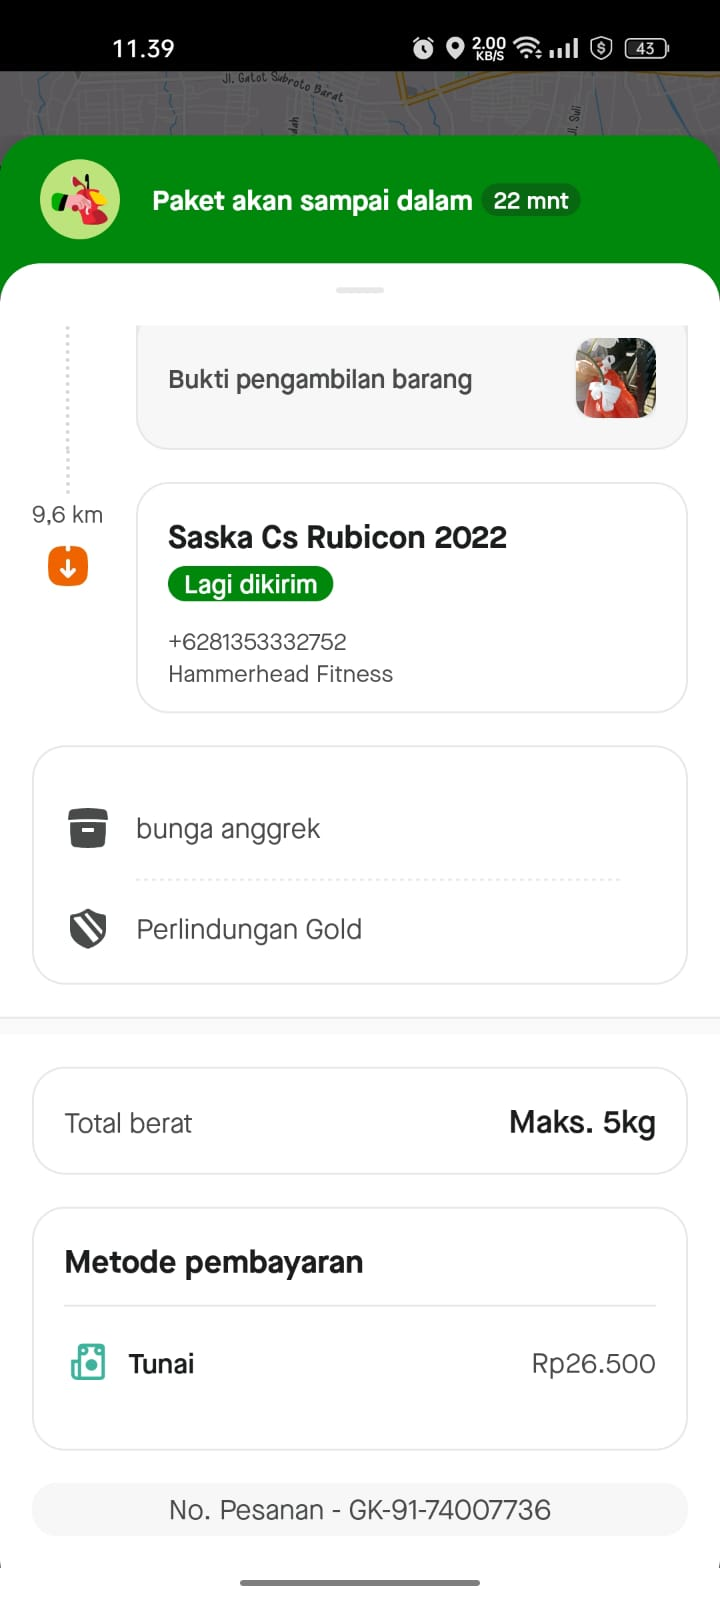 11.39
2.00
KB/S
43
Jl. Gatot Subroto Barat
Jl. Suli
Paket akan sampai dalam 22 mnt
Bukti pengambilan barang
9,6 km
Saska Cs Rubicon 2022
Lagi dikirim
+6281353332752
Hammerhead Fitness
bunga anggrek
Perlindungan Gold
Total berat Maks. 5kg
Metode pembayaran
Tunai Rp26.500
No. Pesanan - GK-91-74007736